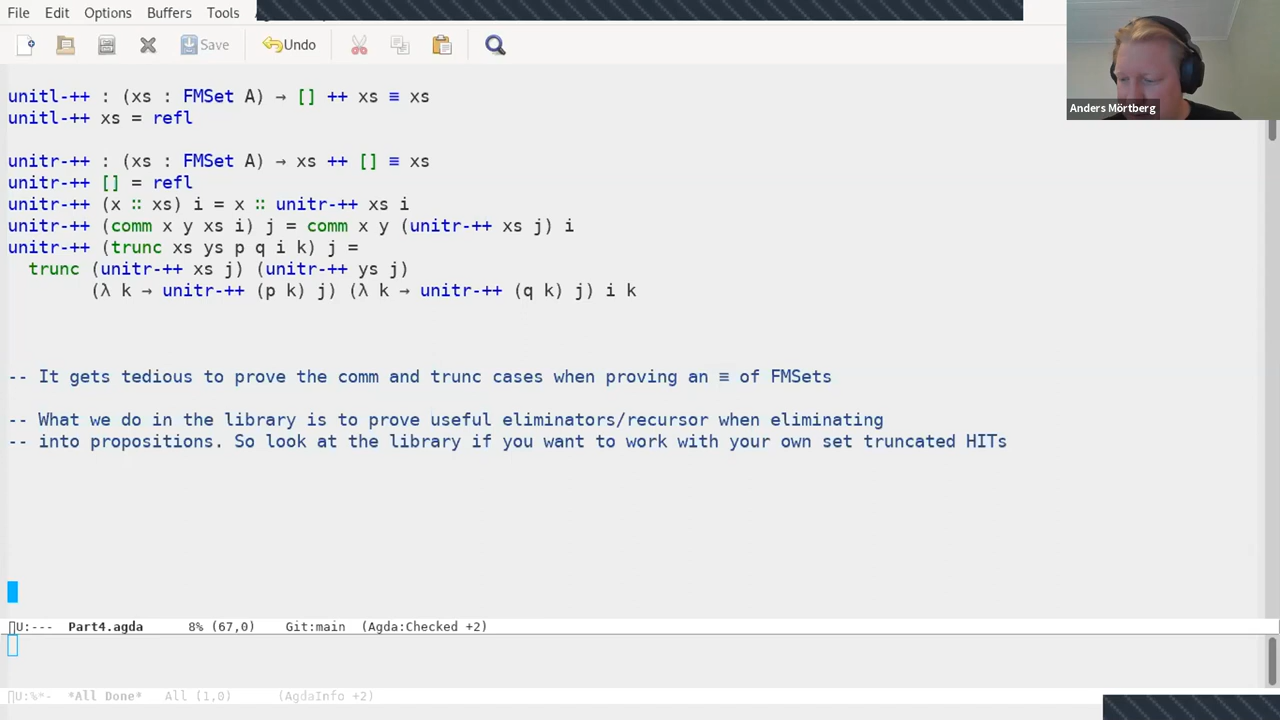 File Edit Options Buffers Tools
Save Undo
Anders Mörtberg
unitl-++ : (xs : FMSet A) → [] ++ xs ≡ xs
unitl-++ xs = refl
unitr-++ : (xs : FMSet A) → xs ++ [] ≡ xs
unitr-++ [] = refl
unitr-++ (x ∷ xs) i = x ∷ unitr-++ xs i
unitr-++ (comm x y xs i) j = comm x y (unitr-++ xs j) i
unitr-++ (trunc xs ys p q i k) j =
trunc (unitr-++ xs j) (unitr-++ ys j)
(λ k → unitr-++ (p k) j) (λ k → unitr-++ (q k) j) i k
-- It gets tedious to prove the comm and trunc cases when proving an ≡ of FMSets
-- What we do in the library is to prove useful eliminators/recursor when eliminating
-- into propositions. So look at the library if you want to work with your own set truncated HITs
U:--- Part4.agda 8% (67,0) Git:main (Agda:Checked +2)
U:%*- *All Done* All (1,0) (AgdaInfo +2)